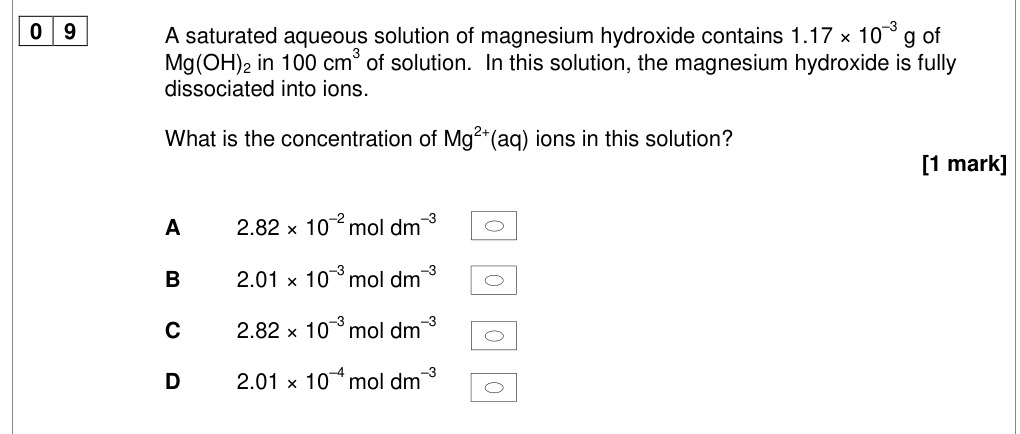 0 9
A saturated aqueous solution of magnesium hydroxide contains 1.17 × 10⁻³ g of
Mg(OH)₂ in 100 cm³ of solution. In this solution, the magnesium hydroxide is fully
dissociated into ions.
What is the concentration of Mg²⁺(aq) ions in this solution?
[1 mark]
A 2.82 × 10⁻² mol dm⁻³
B 2.01 × 10⁻³ mol dm⁻³
C 2.82 × 10⁻³ mol dm⁻³
D 2.01 × 10⁻⁴ mol dm⁻³